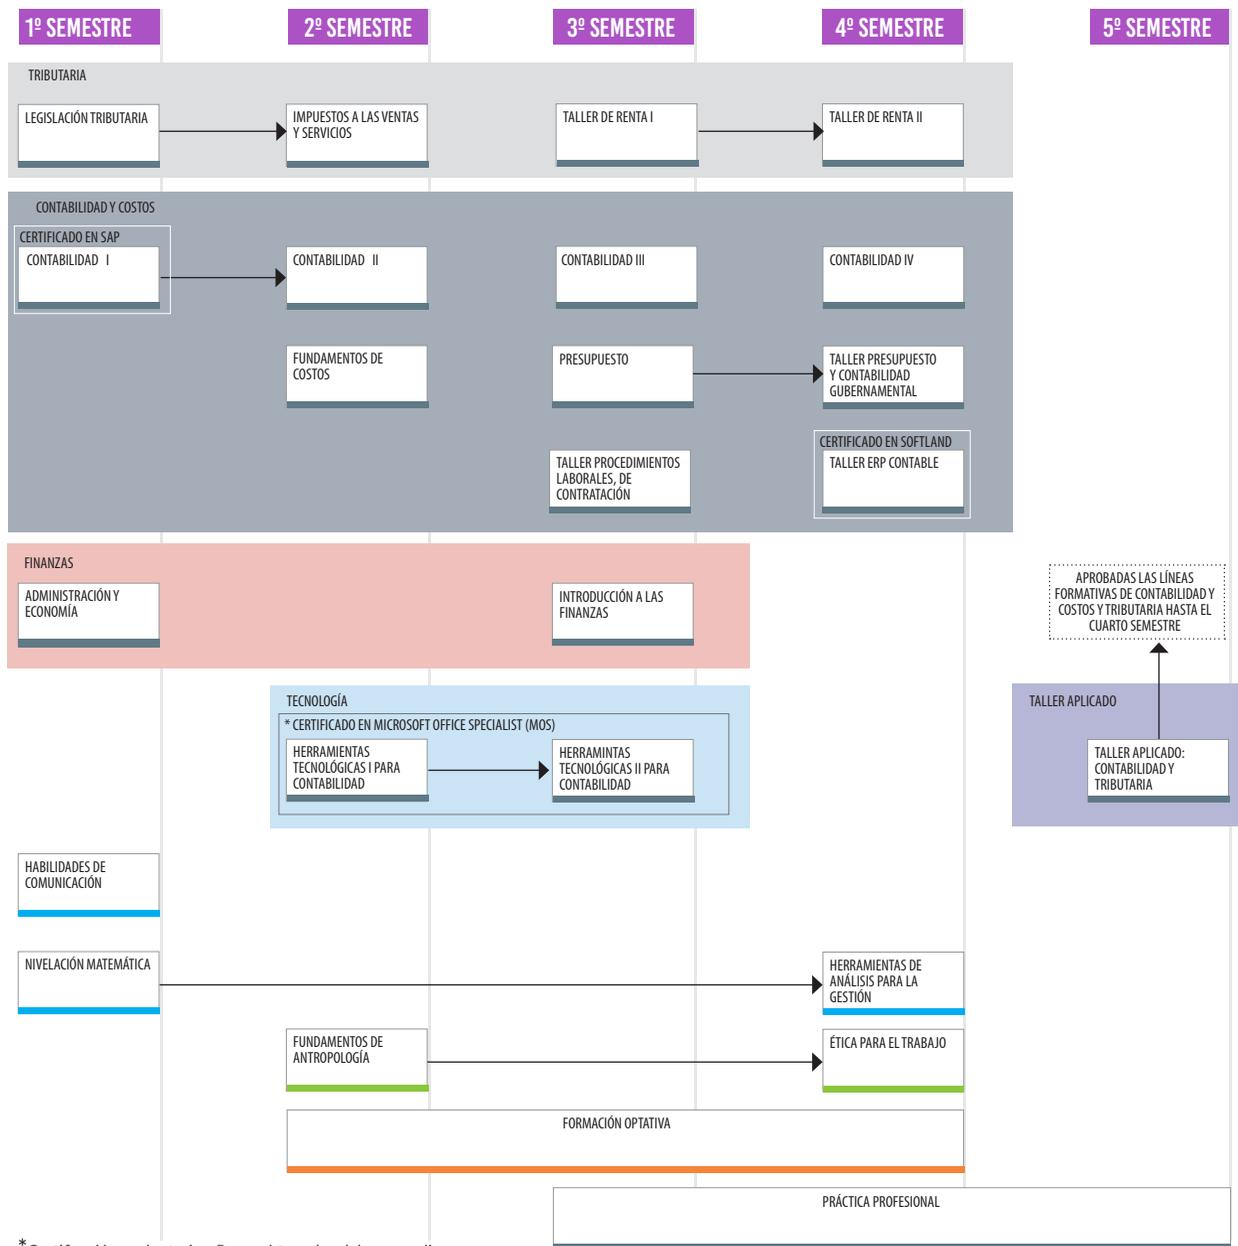 1º SEMESTRE
2º SEMESTRE
3º SEMESTRE
4º SEMESTRE
5º SEMESTRE
TRIBUTARIA
LEGISLACIÓN TRIBUTARIA
IMPUESTOS A LAS VENTAS
Y SERVICIOS
TALLER DE RENTA I
TALLER DE RENTA II
CONTABILIDAD Y COSTOS
CERTIFICADO EN SAP
CONTABILIDAD I
CONTABILIDAD II
CONTABILIDAD III
CONTABILIDAD IV
FUNDAMENTOS DE
COSTOS
PRESUPUESTO
TALLER PRESUPUESTO
Y CONTABILIDAD
GUBERNAMENTAL
TALLER PROCEDIMIENTOS
LABORALES, DE
CONTRATACIÓN
CERTIFICADO EN SOFTLAND
TALLER ERP CONTABLE
FINANZAS
ADMINISTRACIÓN Y
ECONOMÍA
INTRODUCCIÓN A LAS
FINANZAS
APROBADAS LAS LÍNEAS
FORMATIVAS DE CONTABILIDAD Y
COSTOS Y TRIBUTARIA HASTA EL
CUARTO SEMESTRE
TECNOLOGÍA
* CERTIFICADO EN MICROSOFT OFFICE SPECIALIST (MOS)
HERRAMIENTAS
TECNOLÓGICAS I PARA
CONTABILIDAD
HERRAMINTAS
TECNOLÓGICAS II PARA
CONTABILIDAD
TALLER APLICADO
TALLER APLICADO:
CONTABILIDAD Y
TRIBUTARIA
HABILIDADES DE
COMUNICACIÓN
NIVELACIÓN MATEMÁTICA
HERRAMIENTAS DE
ANÁLISIS PARA LA
GESTIÓN
FUNDAMENTOS DE
ANTROPOLOGÍA
ÉTICA PARA EL TRABAJO
FORMACIÓN OPTATIVA
PRÁCTICA PROFESIONAL
*